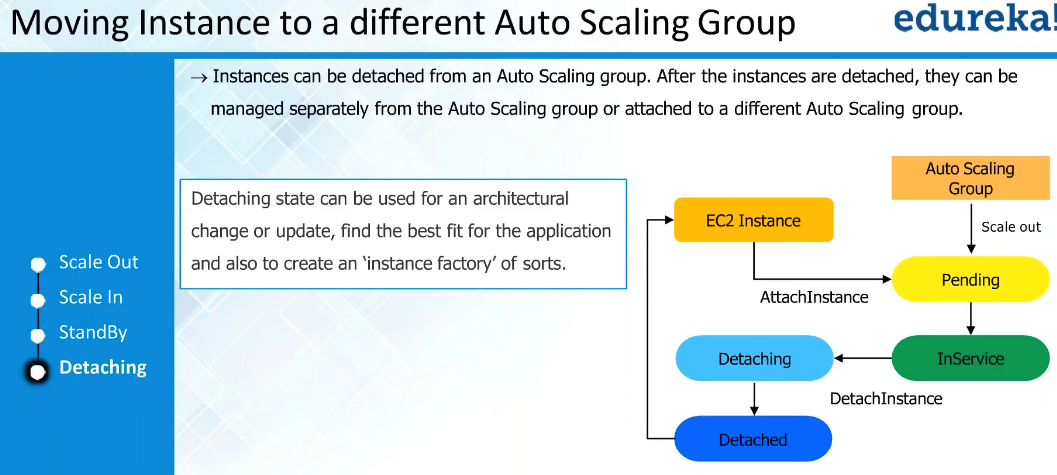 Moving Instance to a different Auto Scaling Group
edureka!
→ Instances can be detached from an Auto Scaling group. After the instances are detached, they can be
managed separately from the Auto Scaling group or attached to a different Auto Scaling group.
Detaching state can be used for an architectural
change or update, find the best fit for the application
and also to create an ‘instance factory’ of sorts.
Scale Out
Scale In
StandBy
Detaching
Auto Scaling
Group
EC2 Instance
Scale out
Pending
AttachInstance
Detaching
InService
DetachInstance
Detached